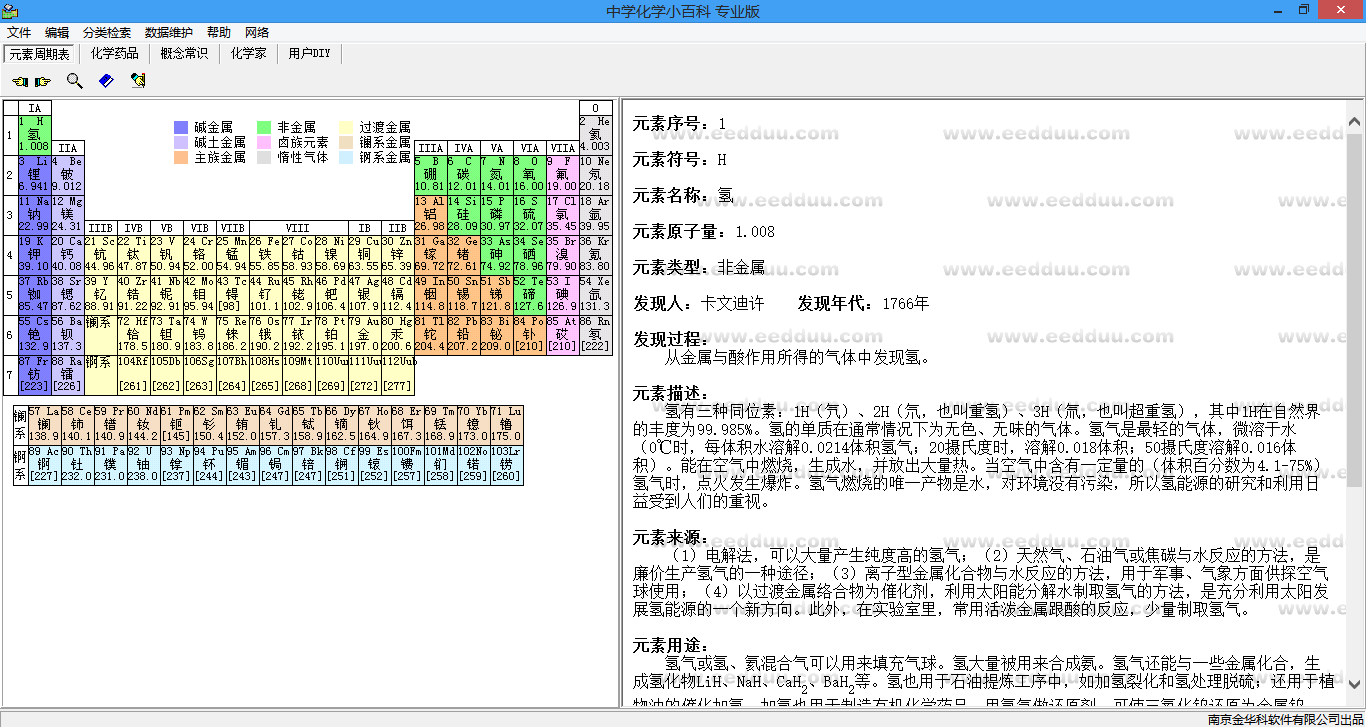 中学化学小百科 专业版
文件 编辑 分类检索 数据维护 帮助 网络
元素周期表 化学药品 概念常识 化学家 用户DIY
IA 0
1 H 2 He
碱金属 非金属 过渡金属
1 氢 氦
碱土金属 卤族元素 镧系金属
1.008 4.003
IIA IIIA IVA VA VIA VIIA
主族金属 惰性气体 锕系金属
3 Li 4 Be 5 B 6 C 7 N 8 O 9 F 10 Ne
2 锂 铍 硼 碳 氮 氧 氟 氖
6.941 9.012 10.81 12.01 14.01 16.00 19.00 20.18
11 Na 12 Mg 13 Al 14 Si 15 P 16 S 17 Cl 18 Ar
3 钠 镁 铝 硅 磷 硫 氯 氩
22.99 24.31 IIIB IVB VB VIB VIIB VIII IB IIB 26.98 28.09 30.97 32.07 35.45 39.95
19 K 20 Ca 21 Sc 22 Ti 23 V 24 Cr 25 Mn 26 Fe 27 Co 28 Ni 29 Cu 30 Zn 31 Ga 32 Ge 33 As 34 Se 35 Br 36 Kr
4 钾 钙 钪 钛 钒 铬 锰 铁 钴 镍 铜 锌 镓 锗 砷 硒 溴 氪
39.10 40.08 44.96 47.87 50.94 52.00 54.94 55.85 58.93 58.69 63.55 65.39 69.72 72.61 74.92 78.96 79.90 83.80
37 Rb 38 Sr 39 Y 40 Zr 41 Nb 42 Mo 43 Tc 44 Ru 45 Rh 46 Pd 47 Ag 48 Cd 49 In 50 Sn 51 Sb 52 Te 53 I 54 Xe
5 铷 锶 钇 锆 铌 钼 锝 钌 铑 钯 银 镉 铟 锡 锑 碲 碘 氙
85.47 87.62 88.91 91.22 92.91 95.94 [98] 101.1 102.9 106.4 107.9 112.4 114.8 118.7 121.8 127.6 126.9 131.3
55 Cs 56 Ba 镧系 72 Hf 73 Ta 74 W 75 Re 76 Os 77 Ir 78 Pt 79 Au 80 Hg 81 Tl 82 Pb 83 Bi 84 Po 85 At 86 Rn
6 铯 钡 铪 钽 钨 铼 锇 铱 铂 金 汞 铊 铅 铋 钋 砹 氡
132.9 137.3 178.5 180.9 183.8 186.2 190.2 192.2 195.1 197.0 200.6 204.4 207.2 209.0 [210] [210] [222]
87 Fr 88 Ra 锕系 104Rf 105Db 106Sg 107Bh 108Hs 109Mt 110Uun 111Uuu 112Uub
7 钫 镭
[223] [226] [261] [262] [263] [264] [265] [268] [269] [272] [277]
57 La 58 Ce 59 Pr 60 Nd 61 Pm 62 Sm 63 Eu 64 Gd 65 Tb 66 Dy 67 Ho 68 Er 69 Tm 70 Yb 71 Lu
镧系 镧 铈 镨 钕 钷 钐 铕 钆 铽 镝 钬 铒 铥 镱 镥
138.9 140.1 140.9 144.2 [145] 150.4 152.0 157.3 158.9 162.5 164.9 167.3 168.9 173.0 175.0
89 Ac 90 Th 91 Pa 92 U 93 Np 94 Pu 95 Am 96 Cm 97 Bk 98 Cf 99 Es 100Fm 101Md 102No 103Lr
锕系 锕 钍 镤 铀 镎 钚 镅 锔 锫 锎 锿 镄 钔 锘 铹
[227] 232.0 231.0 238.0 [237] [244] [243] [247] [247] [251] [252] [257] [258] [259] [260]
元素序号：1
元素符号：H
元素名称：氢
元素原子量：1.008
元素类型：非金属
发现人：卡文迪许 发现年代：1766年
发现过程：
从金属与酸作用所得的气体中发现氢。
元素描述：
氢有三种同位素：1H（氕）、2H（氘，也叫重氢）、3H（氚，也叫超重氢），其中1H在自然界
的丰度为99.985%。氢的单质在通常情况下为无色、无味的气体。氢气是最轻的气体，微溶于水
（0℃时，每体积水溶解0.0214体积氢气；20摄氏度时，溶解0.018体积；50摄氏度溶解0.016体
积）。能在空气中燃烧，生成水，并放出大量热。当空气中含有一定量的（体积百分数为4.1-75%）
氢气时，点火发生爆炸。氢气燃烧的唯一产物是水，对环境没有污染，所以氢能源的研究和利用日
益受到人们的重视。
元素来源：
（1）电解法，可以大量产生纯度高的氢气；（2）天然气、石油气或焦碳与水反应的方法，是
廉价生产氢气的一种途径；（3）离子型金属化合物与水反应的方法，用于军事、气象方面供探空气
球使用；（4）以过渡金属络合物为催化剂，利用太阳能分解水制取氢气的方法，是充分利用太阳发
展氢能源的一个新方向。此外，在实验室里，常用活泼金属跟酸的反应，少量制取氢气。
元素用途：
氢气或氢、氦混合气可以用来填充气球。氢大量被用来合成氨。氢气还能与一些金属化合，生
成氢化物LiH、NaH、CaH2、BaH2等。氢也用于石油提炼工序中，如加氢裂化和氢处理脱硫；还用于植
物油的催化加氢，加氢也用于制造有机化学药品，用氢气做还原剂，可使三氧化钨还原为金属钨
www.eedduu.com
南京金华科软件有限公司出品